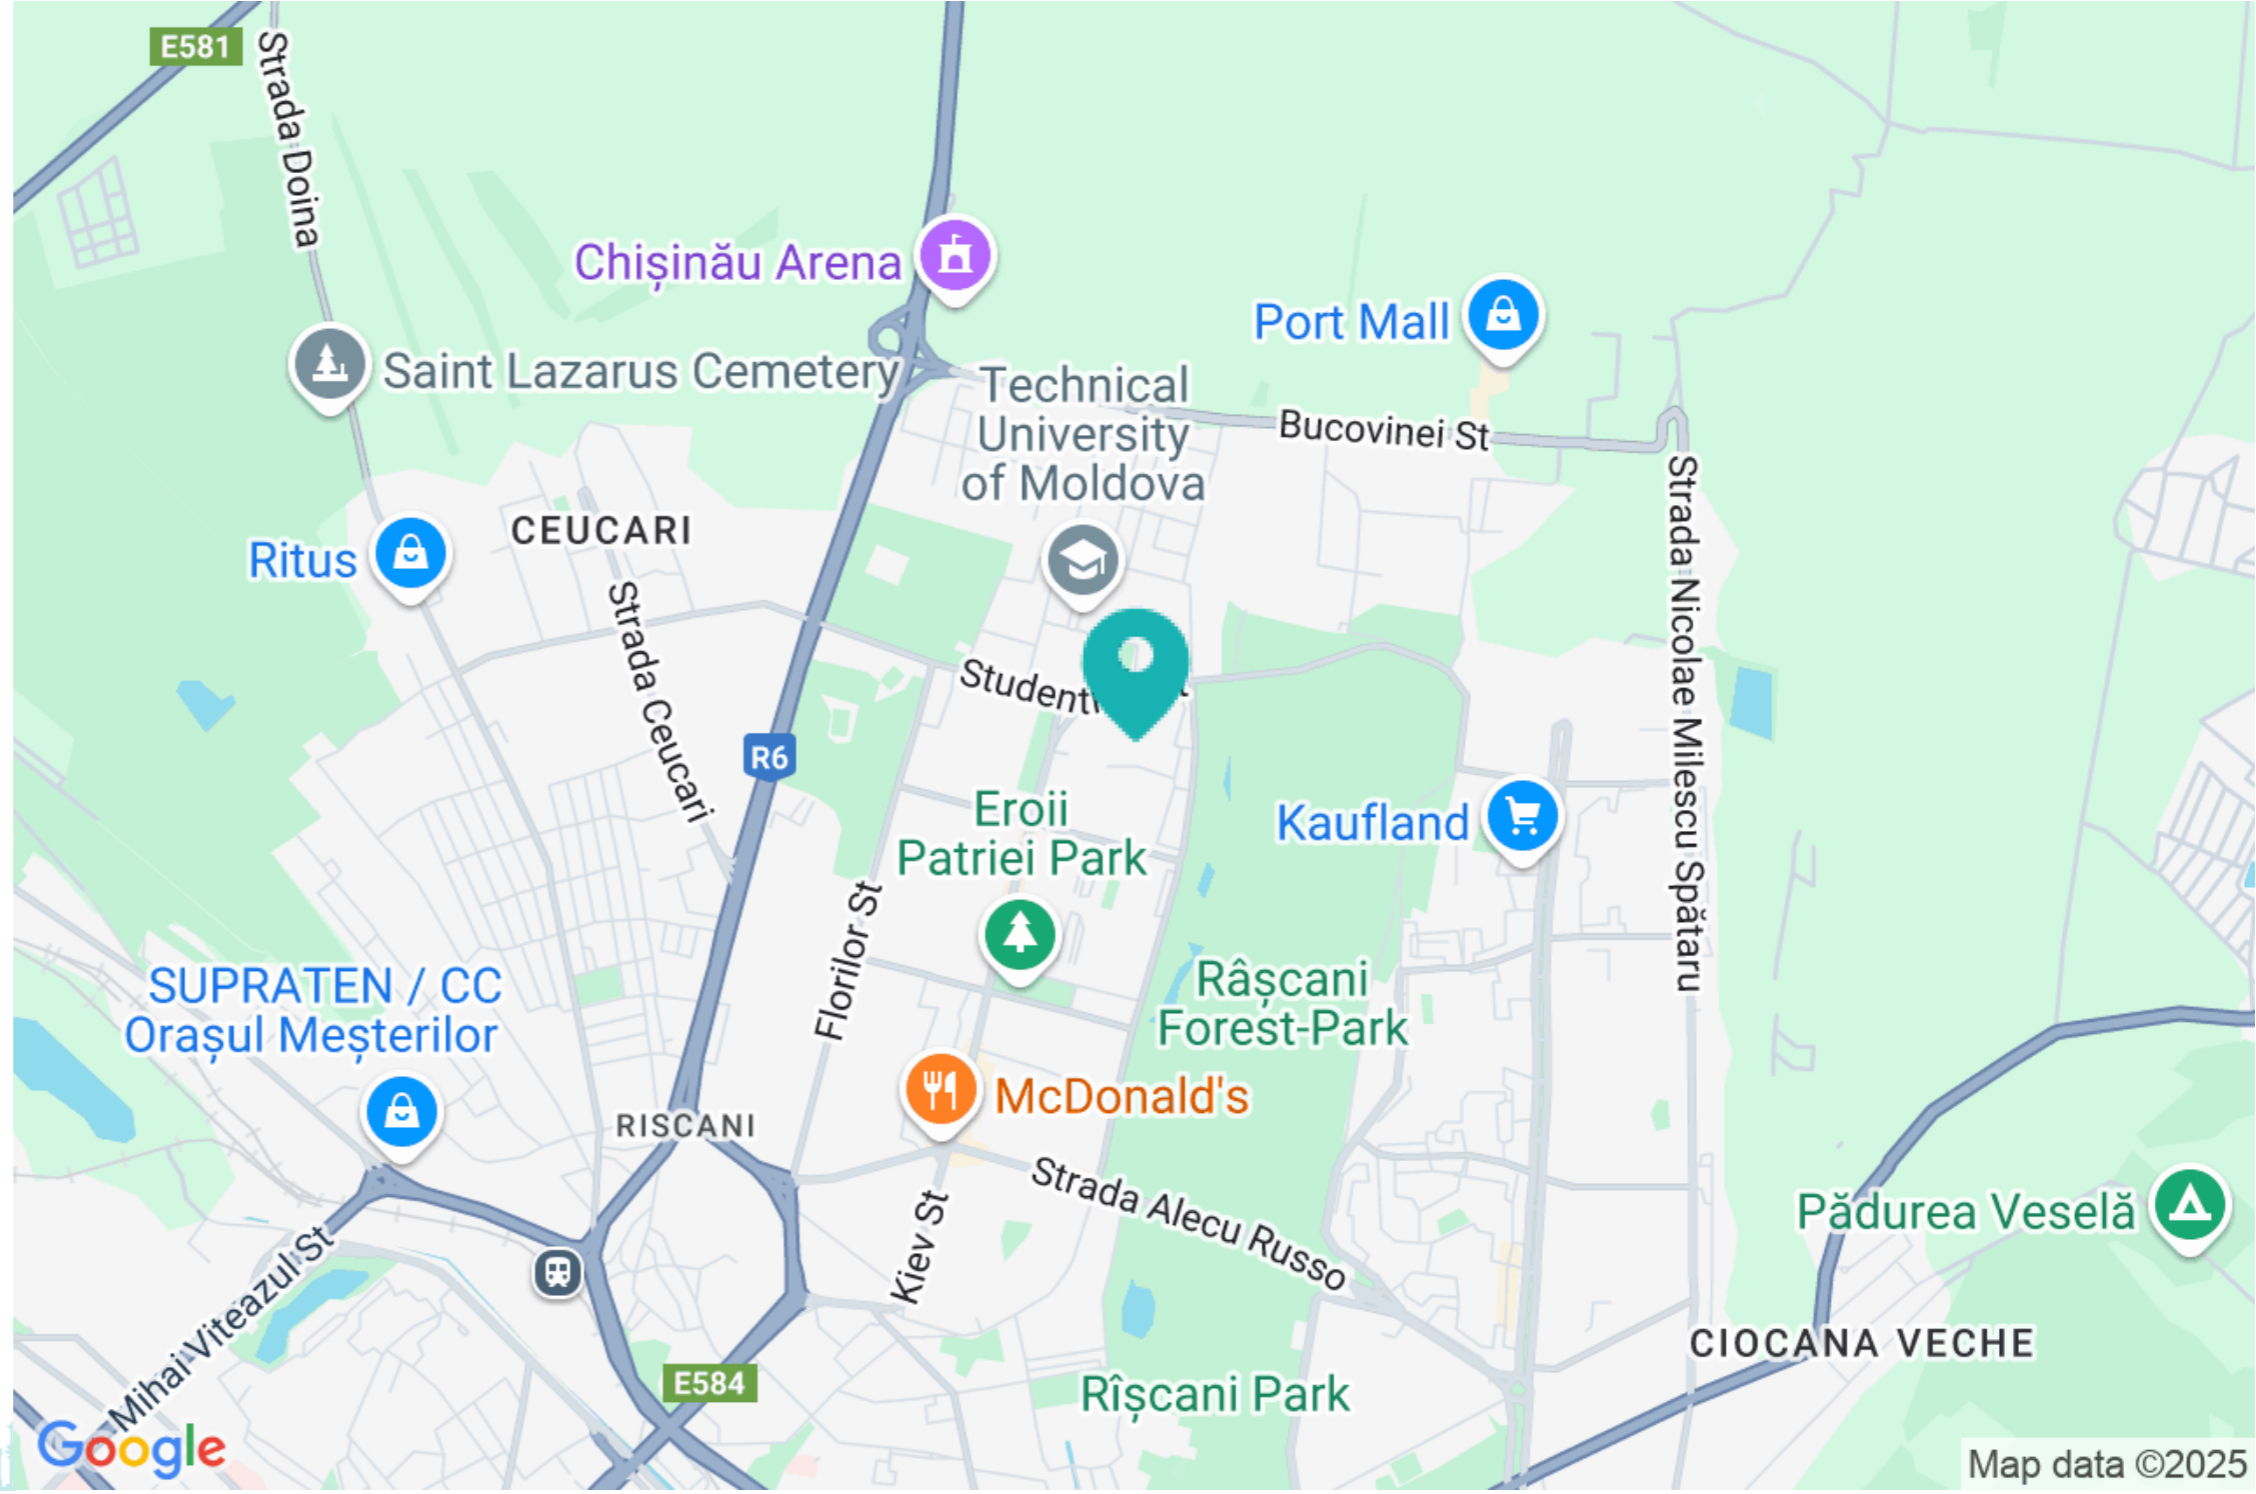 E581
Strada Doina
Chișinău Arena
Port Mall
Saint Lazarus Cemetery
Technical
University
of Moldova
Bucovinei St
CEUCARI
Ritus
Strada Ceucari
Strada Nicolae Milescu Spătaru
R6
Eroii
Patriei Park
Kaufland
Florilor St
SUPRATEN / CC
Orașul Meșterilor
Râșcani
Forest-Park
McDonald's
RISCANI
Strada Alecu Russo
Kiev St
Pădurea Veselă
Mihai Viteazul St
CIOCANA VECHE
E584
Rîșcani Park
Google
Map data ©2025